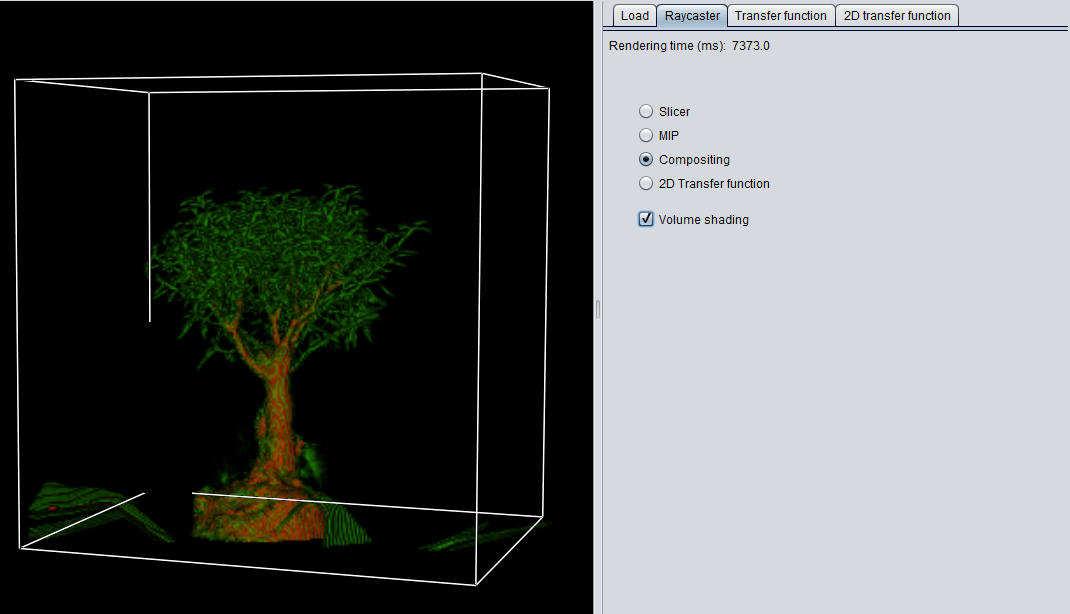 Load Raycaster Transfer function 2D transfer function
Rendering time (ms): 7373.0
Slicer
MIP
Compositing
2D Transfer function
Volume shading